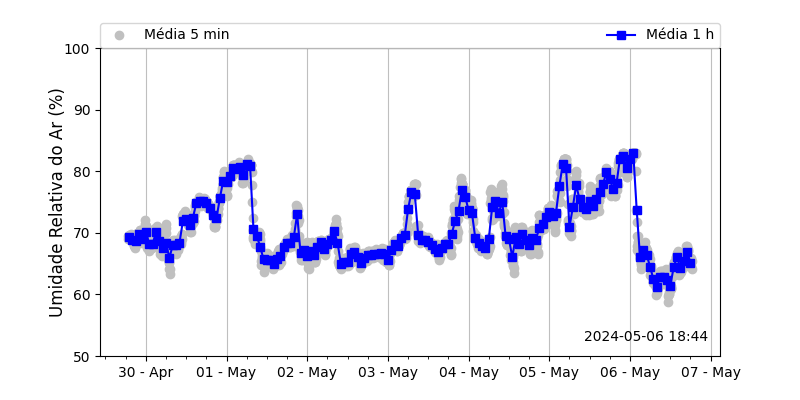 Média 5 min
Média 1 h
Umidade Relativa do Ar (%)
100
90
80
70
60
50
2024-05-06 18:44
30 - Apr
01 - May
02 - May
03 - May
04 - May
05 - May
06 - May
07 - May